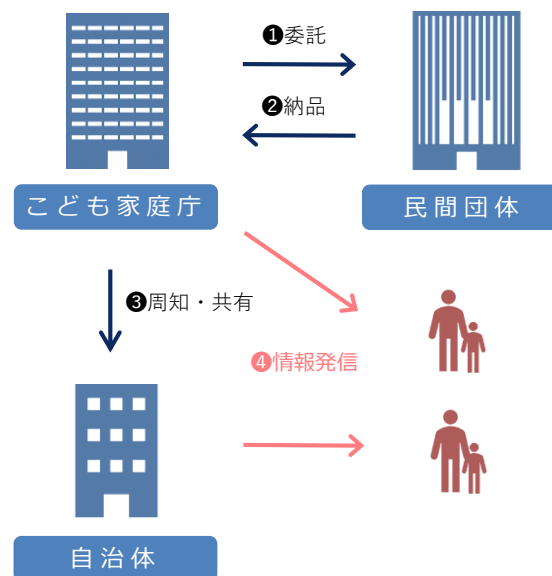 ❶委託
❷納品
こども家庭庁
民間団体
❸周知・共有
❹情報発信
自治体